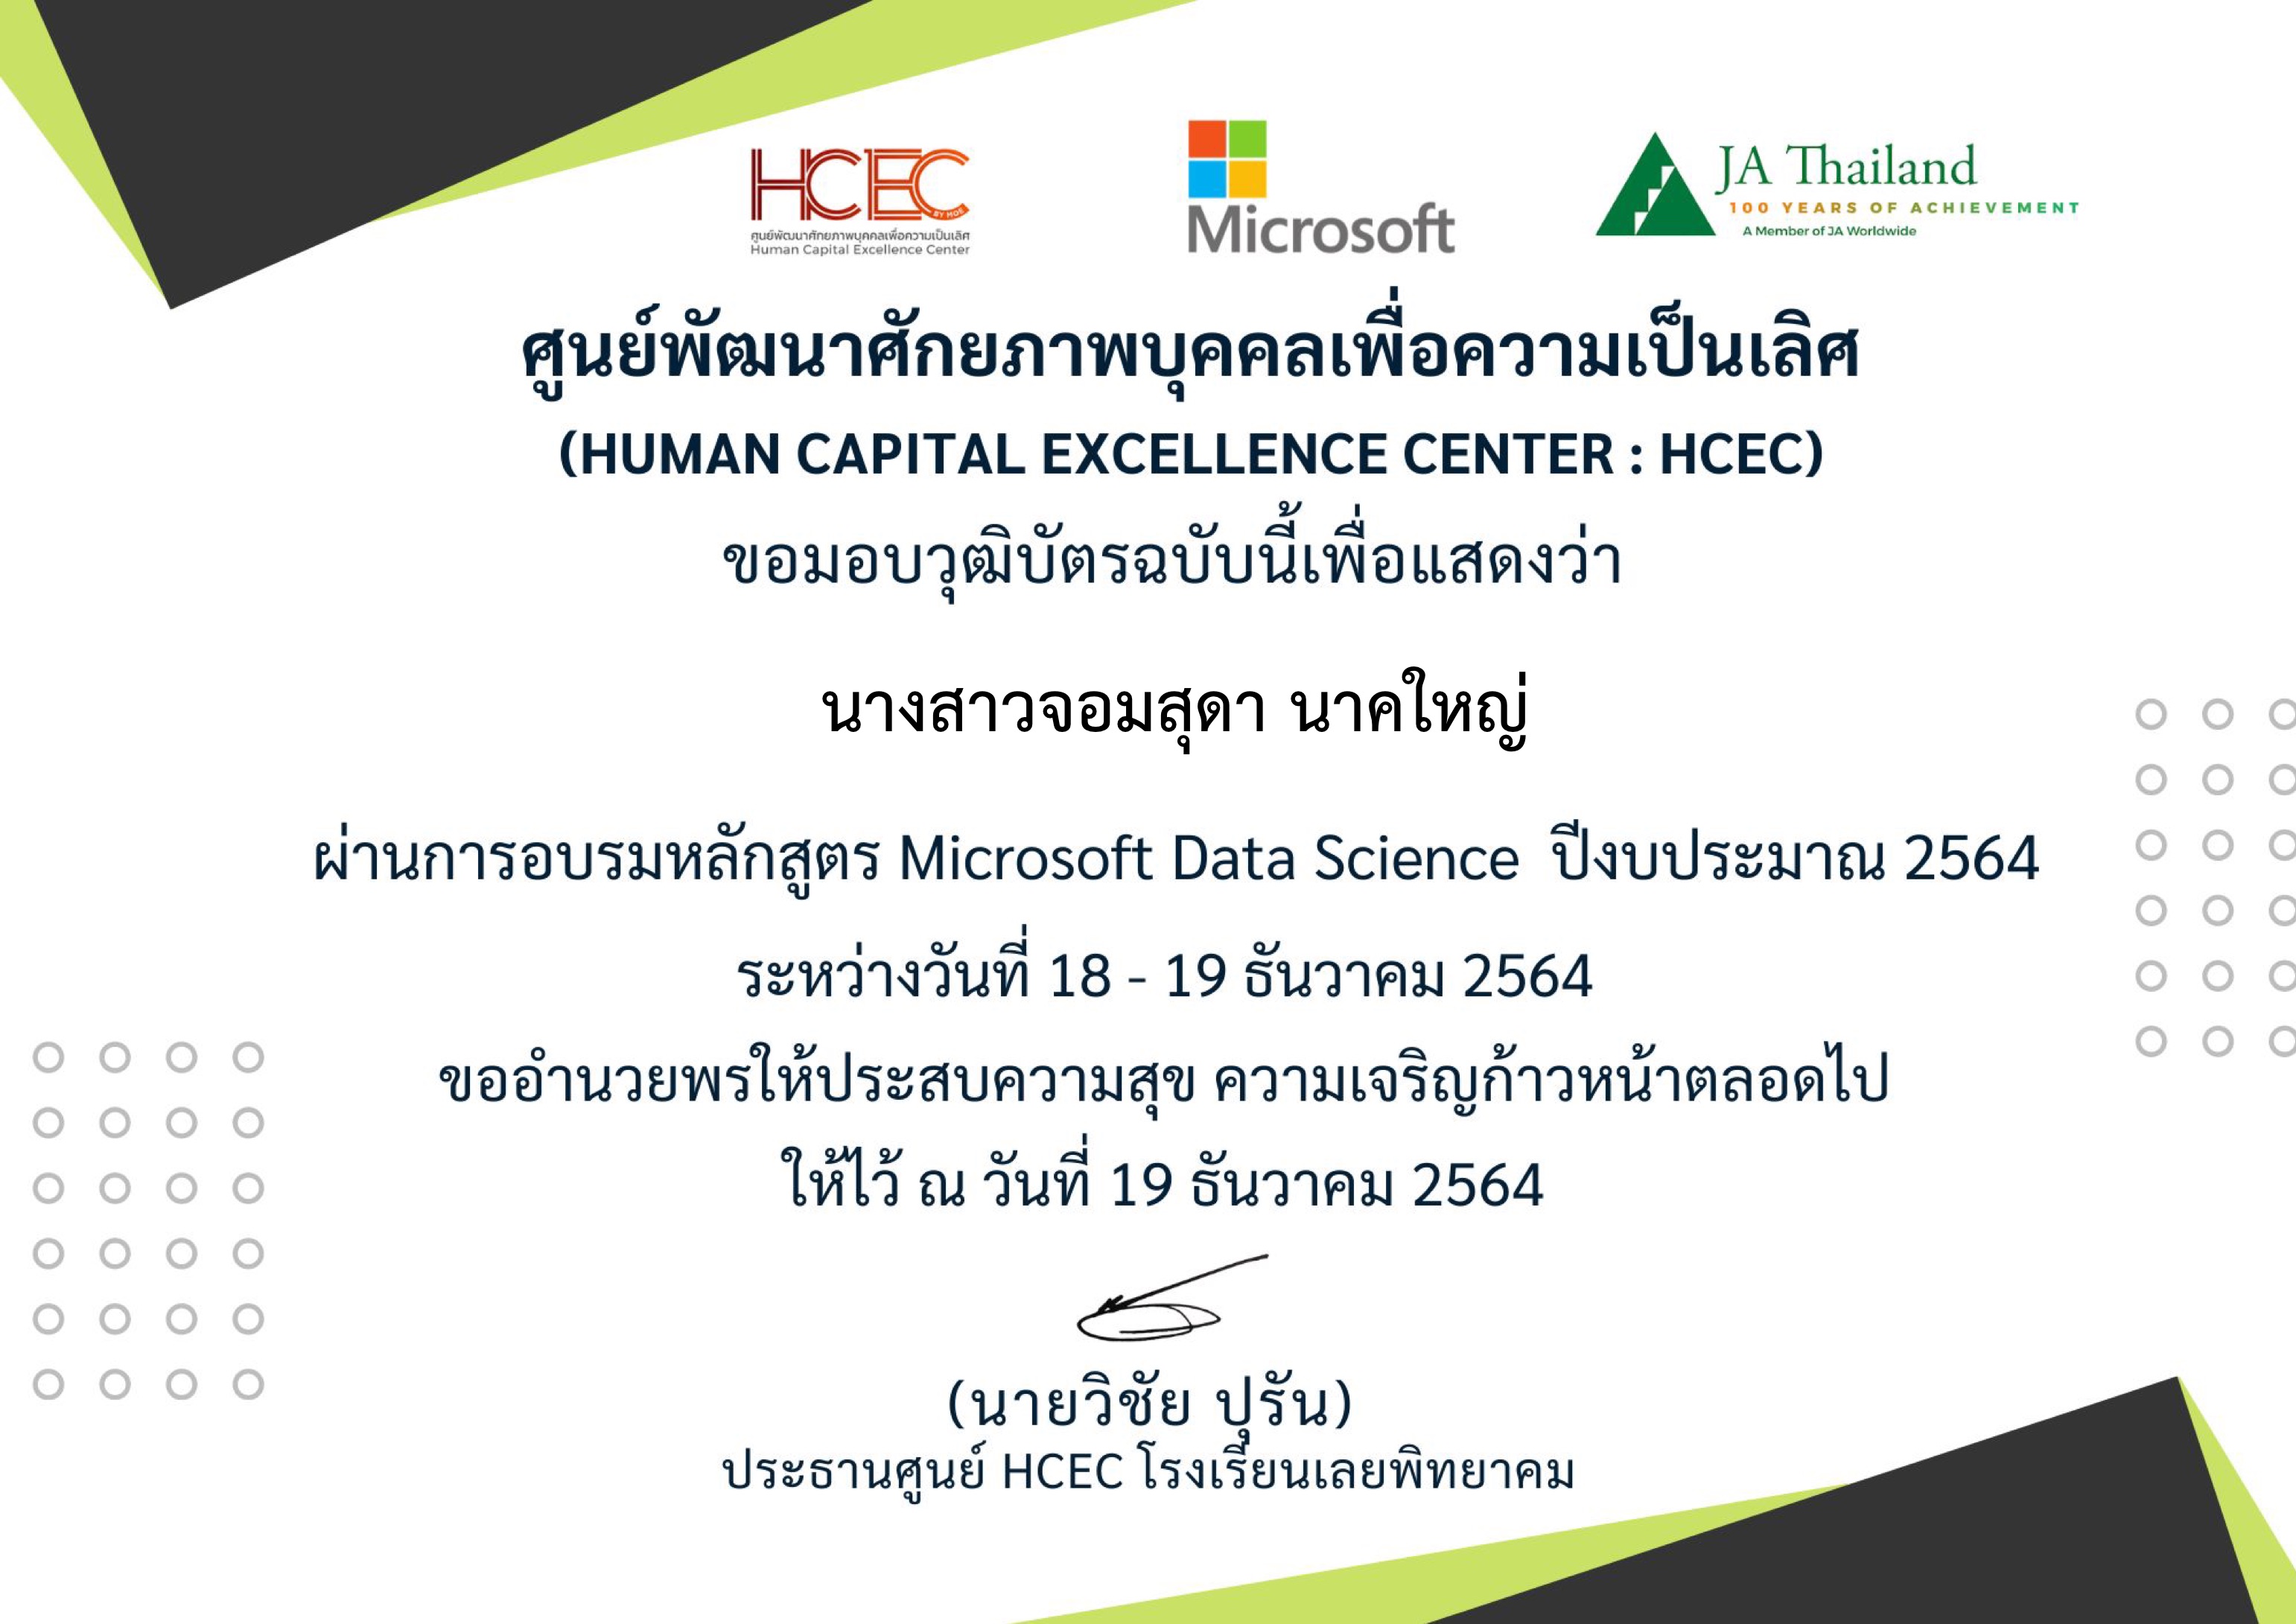 HCEC
BY MOE
ศูนย์พัฒนาศักยภาพบุคคลเพื่อความเป็นเลิศ
Human Capital Excellence Center
Microsoft
JA Thailand
100 YEARS OF ACHIEVEMENT
A Member of JA Worldwide
ศูนย์พัฒนาศักยภาพบุคคลเพื่อความเป็นเลิศ
(HUMAN CAPITAL EXCELLENCE CENTER : HCEC)
ขอมอบวุฒิบัตรฉบับนี้เพื่อแสดงว่า
นางสาวจอมสุดา นาคใหญ่
ผ่านการอบรมหลักสูตร Microsoft Data Science ปีงบประมาณ 2564
ระหว่างวันที่ 18 - 19 ธันวาคม 2564
ขออำนวยพรให้ประสบความสุข ความเจริญก้าวหน้าตลอดไป
ให้ไว้ ณ วันที่ 19 ธันวาคม 2564
(นายวิชัย ปุรัน)
ประธานศูนย์ HCEC โรงเรียนเลยพิทยาคม